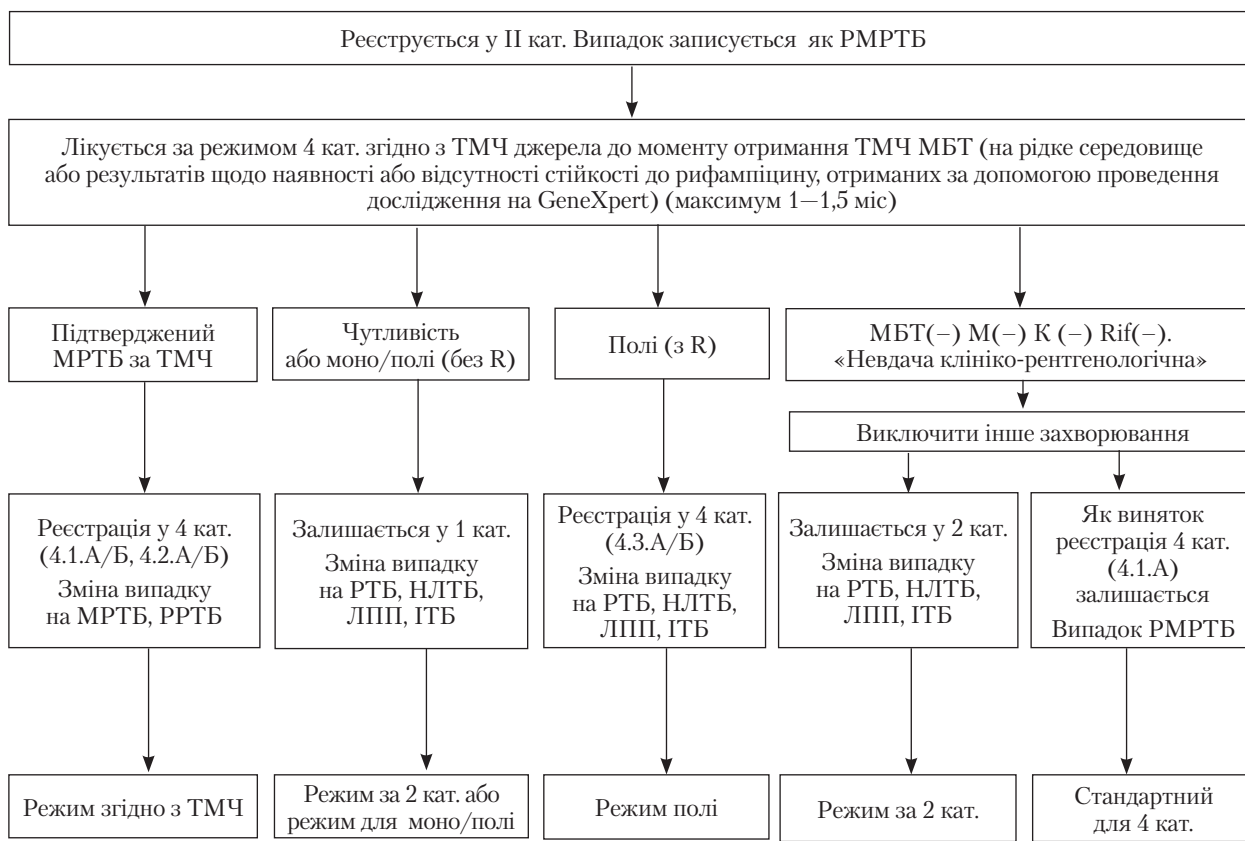 Реєструється у II кат. Випадок записується як РМРТБ
Лікується за режимом 4 кат. згідно з ТМЧ джерела до моменту отримання ТМЧ МБТ (на рідке середовище
або результатів щодо наявності або відсутності стійкості до рифампіцину, отриманих за допомогою проведення
дослідження на GeneXpert) (максимум 1—1,5 міс)
Підтверджений
МРТБ за ТМЧ
Чутливість
або моно/полі (без R)
Полі (з R)
МБТ(–) М(–) К (–) Rif(–).
«Невдача клініко-рентгенологічна»
Виключити інше захворювання
Реєстрація у 4 кат.
(4.1.А/Б, 4.2.А/Б)
Зміна випадку
на МРТБ, РРТБ
Залишається у 1 кат.
Зміна випадку
на РТБ, НЛТБ,
ЛПП, ІТБ
Реєстрація у 4 кат.
(4.3.А/Б)
Зміна випадку
на РТБ, НЛТБ,
ЛПП, ІТБ
Залишається у 2 кат.
Зміна випадку
на РТБ, НЛТБ,
ЛПП, ІТБ
Як виняток
реєстрація 4 кат.
(4.1.А)
залишається
Випадок РМРТБ
Режим згідно з ТМЧ
Режим за 2 кат. або
режим для моно/полі
Режим полі
Режим за 2 кат.
Стандартний
для 4 кат.